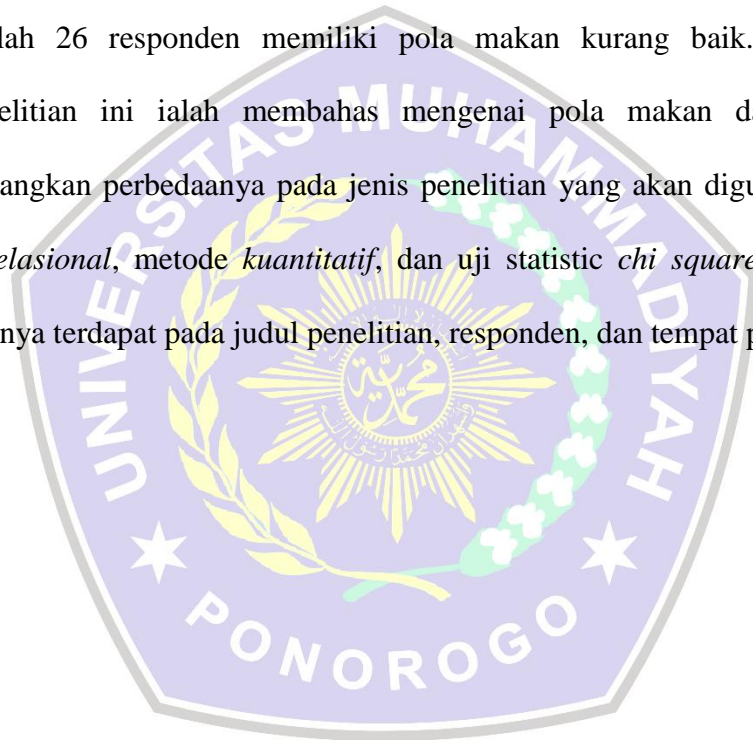 lah 26 responden memiliki pola makan kurang baik.
elitian ini ialah membahas mengenai pola makan da
angkan perbedaanya pada jenis penelitian yang akan digu
elasional, metode kuantitatif, dan uji statistic chi square
nya terdapat pada judul penelitian, responden, dan tempat p
UNIVERSITAS MUHAMMADIYAH
PONOROGO